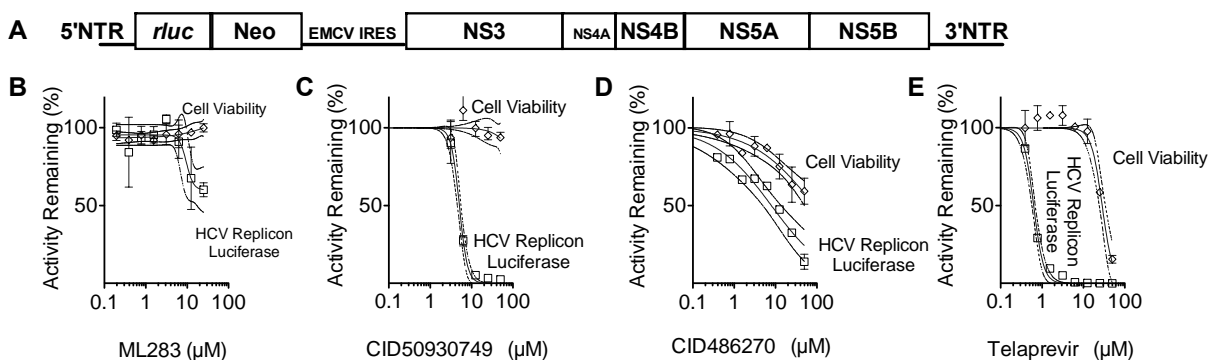 A
5'NTR rluc Neo EMCV IRES NS3 NS4A NS4B NS5A NS5B 3'NTR
B
Activity Remaining (%)
100
50
0.1 1 10 100
Cell Viability
HCV Replicon
Luciferase
ML283 (µM)
C
Activity Remaining (%)
100
50
0.1 1 10 100
Cell Viability
HCV Replicon
Luciferase
CID50930749 (µM)
D
Activity Remaining (%)
100
50
0.1 1 10 100
Cell Viability
HCV Replicon
Luciferase
CID486270 (µM)
E
Activity Remaining (%)
100
50
0.1 1 10 100
Cell Viability
HCV Replicon
Luciferase
Telaprevir (µM)